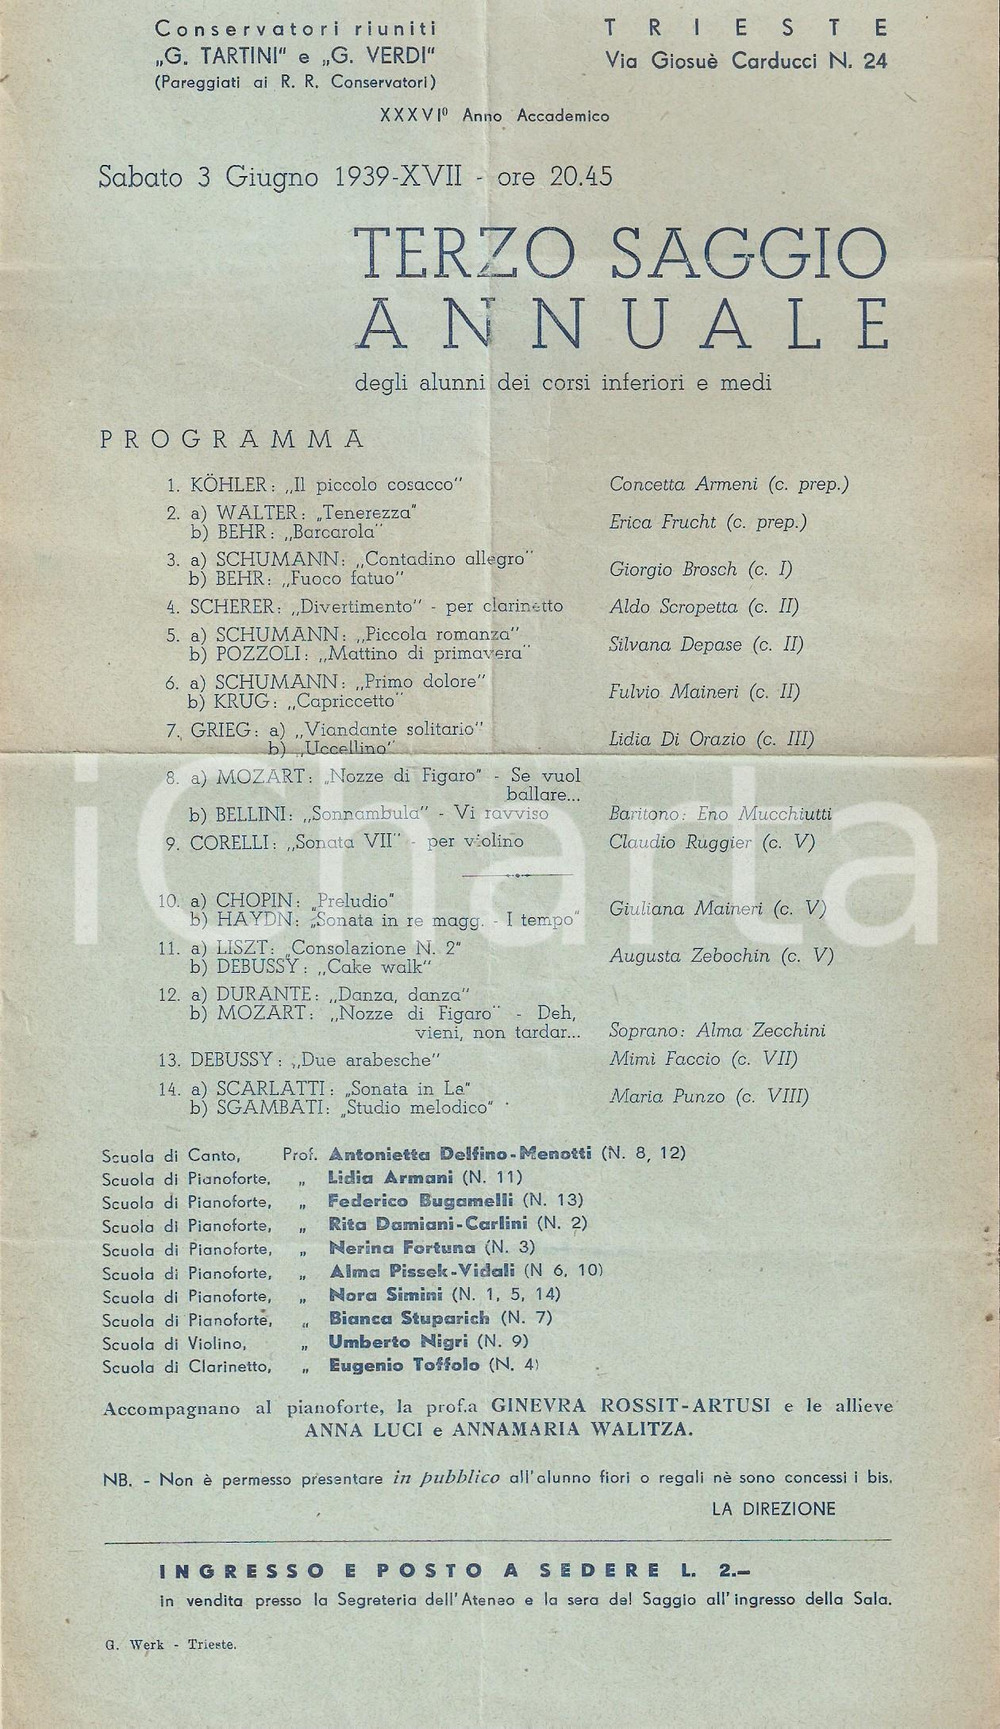 Conservatori riuniti
„G. TARTINI" e „G. VERDI"
(Pareggiati ai R. R. Conservatori)
TRIESTE
Via Giosuè Carducci N. 24
XXXVIº Anno Accademico
Sabato 3 Giugno 1939-XVII - ore 20.45
TERZO SAGGIO
ANNUALE
degli alunni dei corsi inferiori e medi
PROGRAMMA
1. KÖHLER: „Il piccolo cosacco" Concetta Armeni (c. prep.)
2. a) WALTER: „Tenerezza"
b) BEHR: „Barcarola" Erica Frucht (c. prep.)
3. a) SCHUMANN: „Contadino allegro"
b) BEHR: „Fuoco fatuo" Giorgio Brosch (c. I)
4. SCHERER: „Divertimento" - per clarinetto Aldo Scropetta (c. II)
5. a) SCHUMANN: „Piccola romanza"
b) POZZOLI: „Mattino di primavera" Silvana Depase (c. II)
6. a) SCHUMANN: „Primo dolore"
b) KRUG: „Capriccetto" Fulvio Maineri (c. II)
7. GRIEG: a) „Viandante solitario"
b) „Uccellino" Lidia Di Orazio (c. III)
8. a) MOZART: „Nozze di Figaro" - Se vuol
ballare...
b) BELLINI: „Sonnambula" - Vi ravviso Baritono: Eno Mucchiutti
9. CORELLI: „Sonata VII" - per violino Claudio Ruggier (c. V)
10. a) CHOPIN: „Preludio"
b) HAYDN: „Sonata in re magg. - I tempo" Giuliana Maineri (c. V)
11. a) LISZT: „Consolazione N. 2"
b) DEBUSSY: „Cake walk" Augusta Zebochin (c. V)
12. a) DURANTE: „Danza, danza"
b) MOZART: „Nozze di Figaro" - Deh,
vieni, non tardar... Soprano: Alma Zecchini
13. DEBUSSY: „Due arabesche" Mimì Faccio (c. VII)
14. a) SCARLATTI: „Sonata in La"
b) SGAMBATI: „Studio melodico" Maria Punzo (c. VIII)
Scuola di Canto, Prof. Antonietta Delfino-Menotti (N. 8, 12)
Scuola di Pianoforte, „ Lidia Armani (N. 11)
Scuola di Pianoforte, „ Federico Bugamelli (N. 13)
Scuola di Pianoforte, „ Rita Damiani-Carlini (N. 2)
Scuola di Pianoforte, „ Nerina Fortuna (N. 3)
Scuola di Pianoforte, „ Alma Pissek-Vidali (N 6, 10)
Scuola di Pianoforte, „ Nora Simini (N. 1, 5, 14)
Scuola di Pianoforte, „ Bianca Stuparich (N. 7)
Scuola di Violino, „ Umberto Nigri (N. 9)
Scuola di Clarinetto, „ Eugenio Toffolo (N. 4)
Accompagnano al pianoforte, la prof.a GINEVRA ROSSIT-ARTUSI e le allieve
ANNA LUCI e ANNAMARIA WALITZA.
NB. - Non è permesso presentare in pubblico all'alunno fiori o regali nè sono concessi i bis.
LA DIREZIONE
INGRESSO E POSTO A SEDERE L. 2.—
in vendita presso la Segreteria dell'Ateneo e la sera del Saggio all'ingresso della Sala.
G. Werk - Trieste.
iCharta